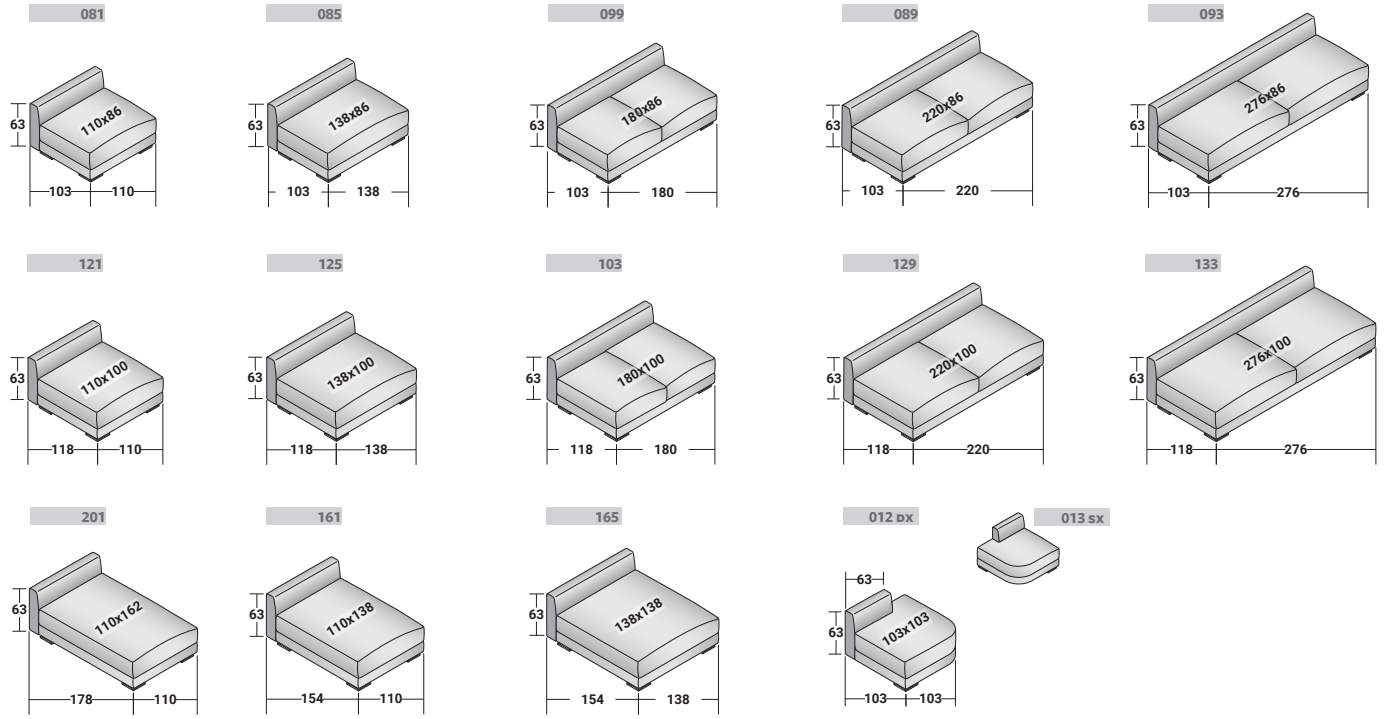 081 085 099 089 093
63 110x86 63 138x86 63 180x86 63 220x86 63 276x86
103 110 103 138 103 180 103 220 103 276
121 125 103 129 133
63 110x100 63 138x100 63 180x100 63 220x100 63 276x100
118 110 118 138 118 180 118 220 118 276
201 161 165 012 DX 013 SX
63
63 110x162 63 110x138 63 138x138 63 103x103
178 110 154 110 154 138 103 103